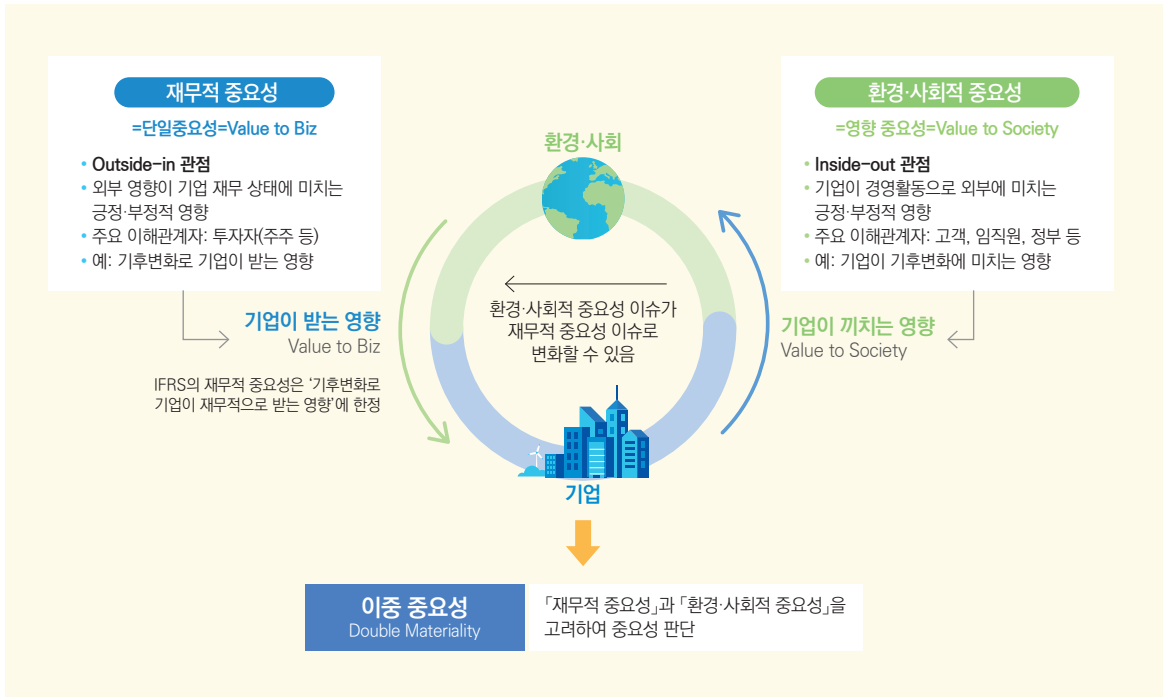 재무적 중요성
=단일중요성=Value to Biz
• Outside-in 관점
• 외부 영향이 기업 재무 상태에 미치는
긍정·부정적 영향
• 주요 이해관계자: 투자자(주주 등)
• 예: 기후변화로 기업이 받는 영향
기업이 받는 영향
Value to Biz
IFRS의 재무적 중요성은 ‘기후변화로
기업이 재무적으로 받는 영향’에 한정
환경·사회
환경·사회적 중요성 이슈가
재무적 중요성 이슈로
변화할 수 있음
기업
환경·사회적 중요성
=영향 중요성=Value to Society
• Inside-out 관점
• 기업이 경영활동으로 외부에 미치는
긍정·부정적 영향
• 주요 이해관계자: 고객, 임직원, 정부 등
• 예: 기업이 기후변화에 미치는 영향
기업이 끼치는 영향
Value to Society
이중 중요성
Double Materiality
「재무적 중요성」과 「환경·사회적 중요성」을
고려하여 중요성 판단